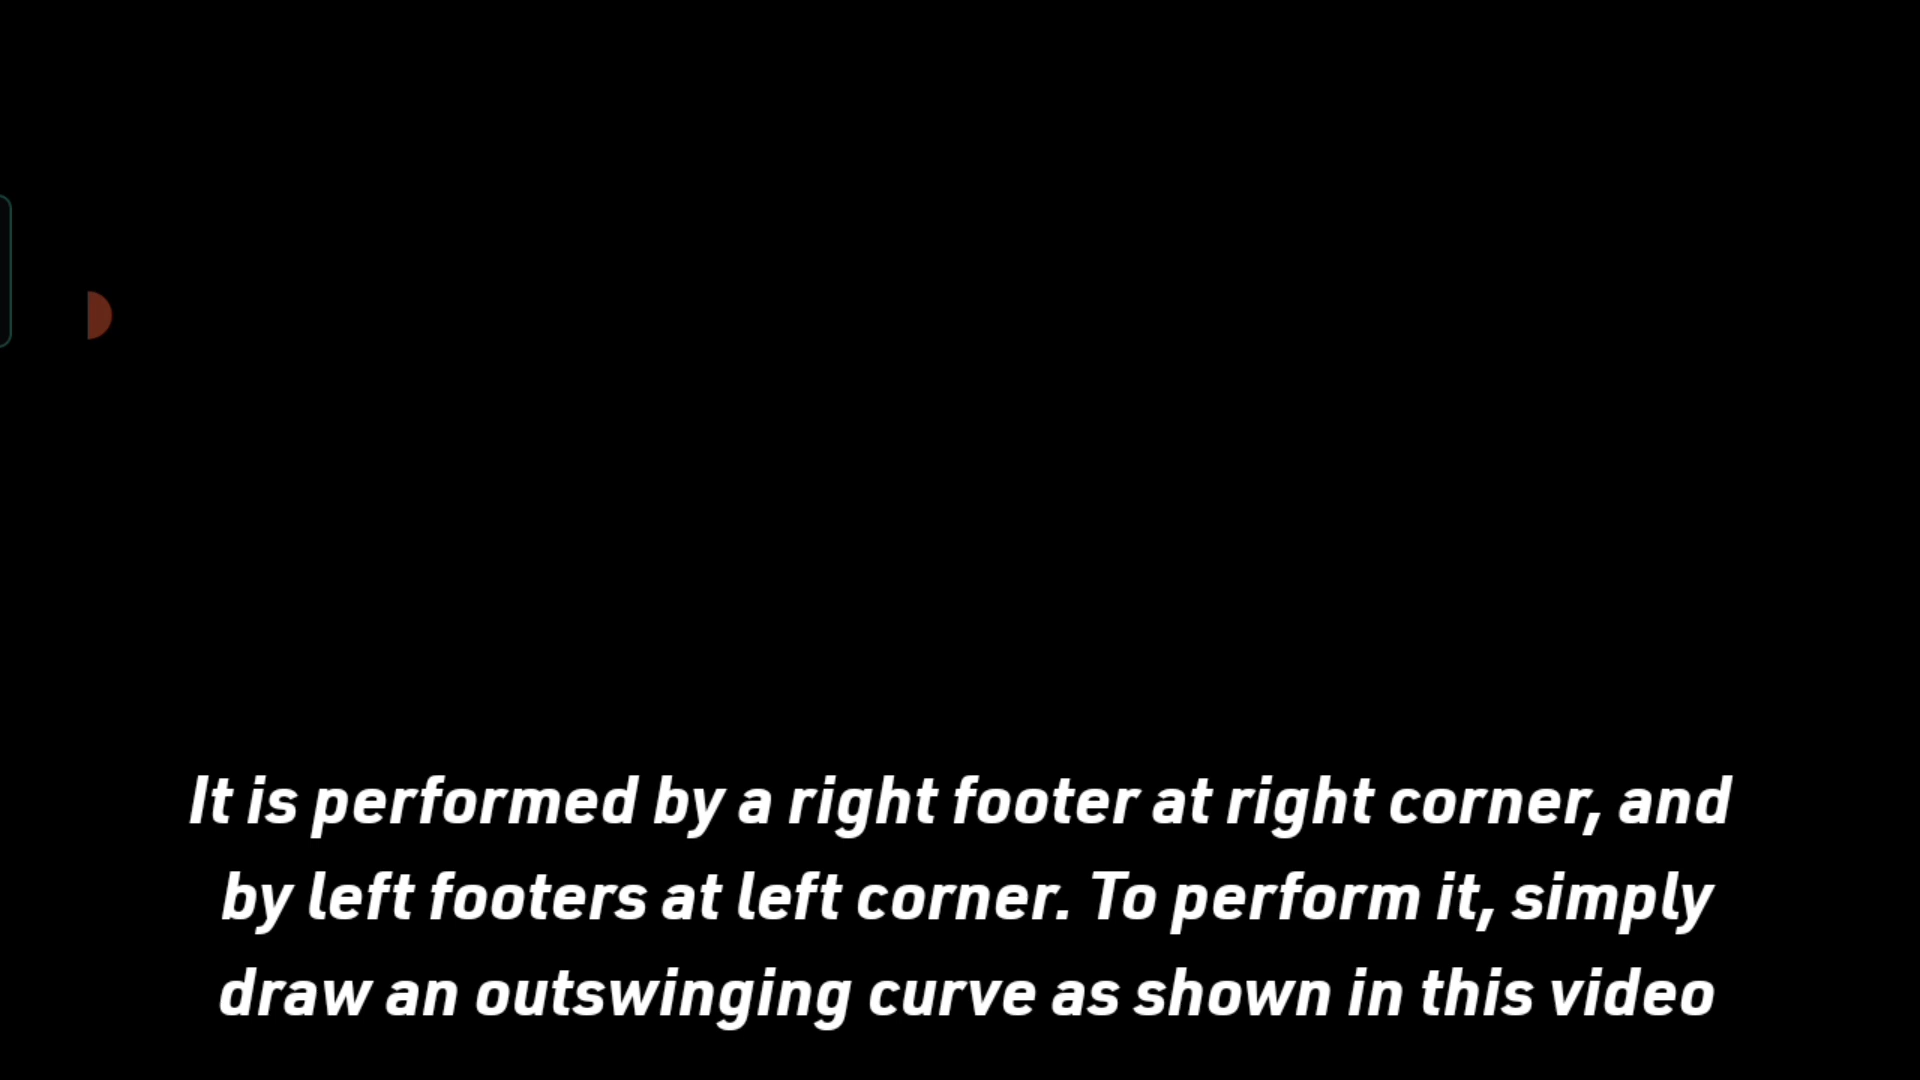 It is performed by a right footer at right corner, and
by left footers at left corner. To perform it, simply
draw an outswinging curve as shown in this video